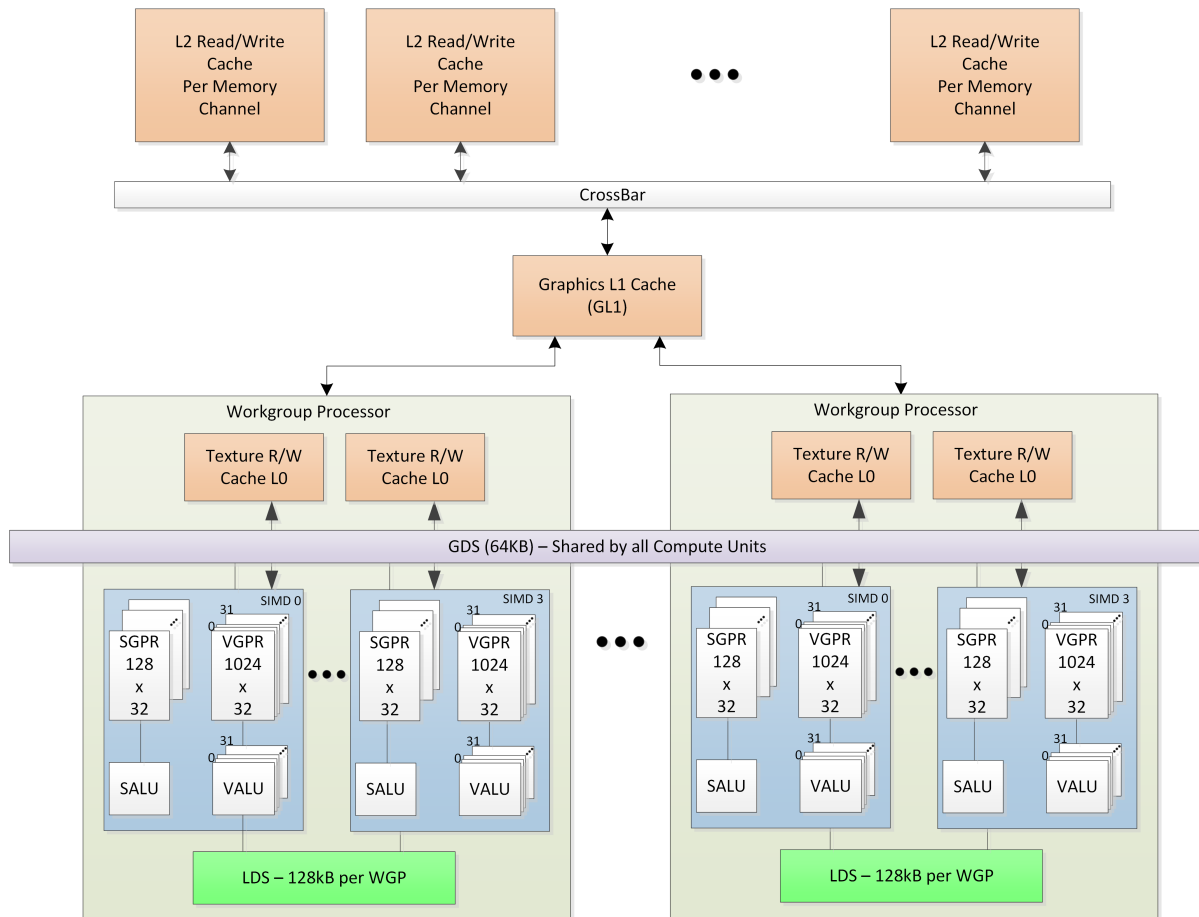 L2 Read/Write
Cache
Per Memory
Channel
L2 Read/Write
Cache
Per Memory
Channel
L2 Read/Write
Cache
Per Memory
Channel
CrossBar
Graphics L1 Cache
(GL1)
Workgroup Processor
Texture R/W
Cache L0
Texture R/W
Cache L0
Workgroup Processor
Texture R/W
Cache L0
Texture R/W
Cache L0
GDS (64KB) – Shared by all Compute Units
SIMD 0
SGPR
128
x
32
SALU
31
0
VGPR
1024
x
32
31
0
VALU
SIMD 3
SGPR
128
x
32
SALU
31
0
VGPR
1024
x
32
31
0
VALU
LDS – 128kB per WGP
SIMD 0
SGPR
128
x
32
SALU
31
0
VGPR
1024
x
32
31
0
VALU
SIMD 3
SGPR
128
x
32
SALU
31
0
VGPR
1024
x
32
31
0
VALU
LDS – 128kB per WGP